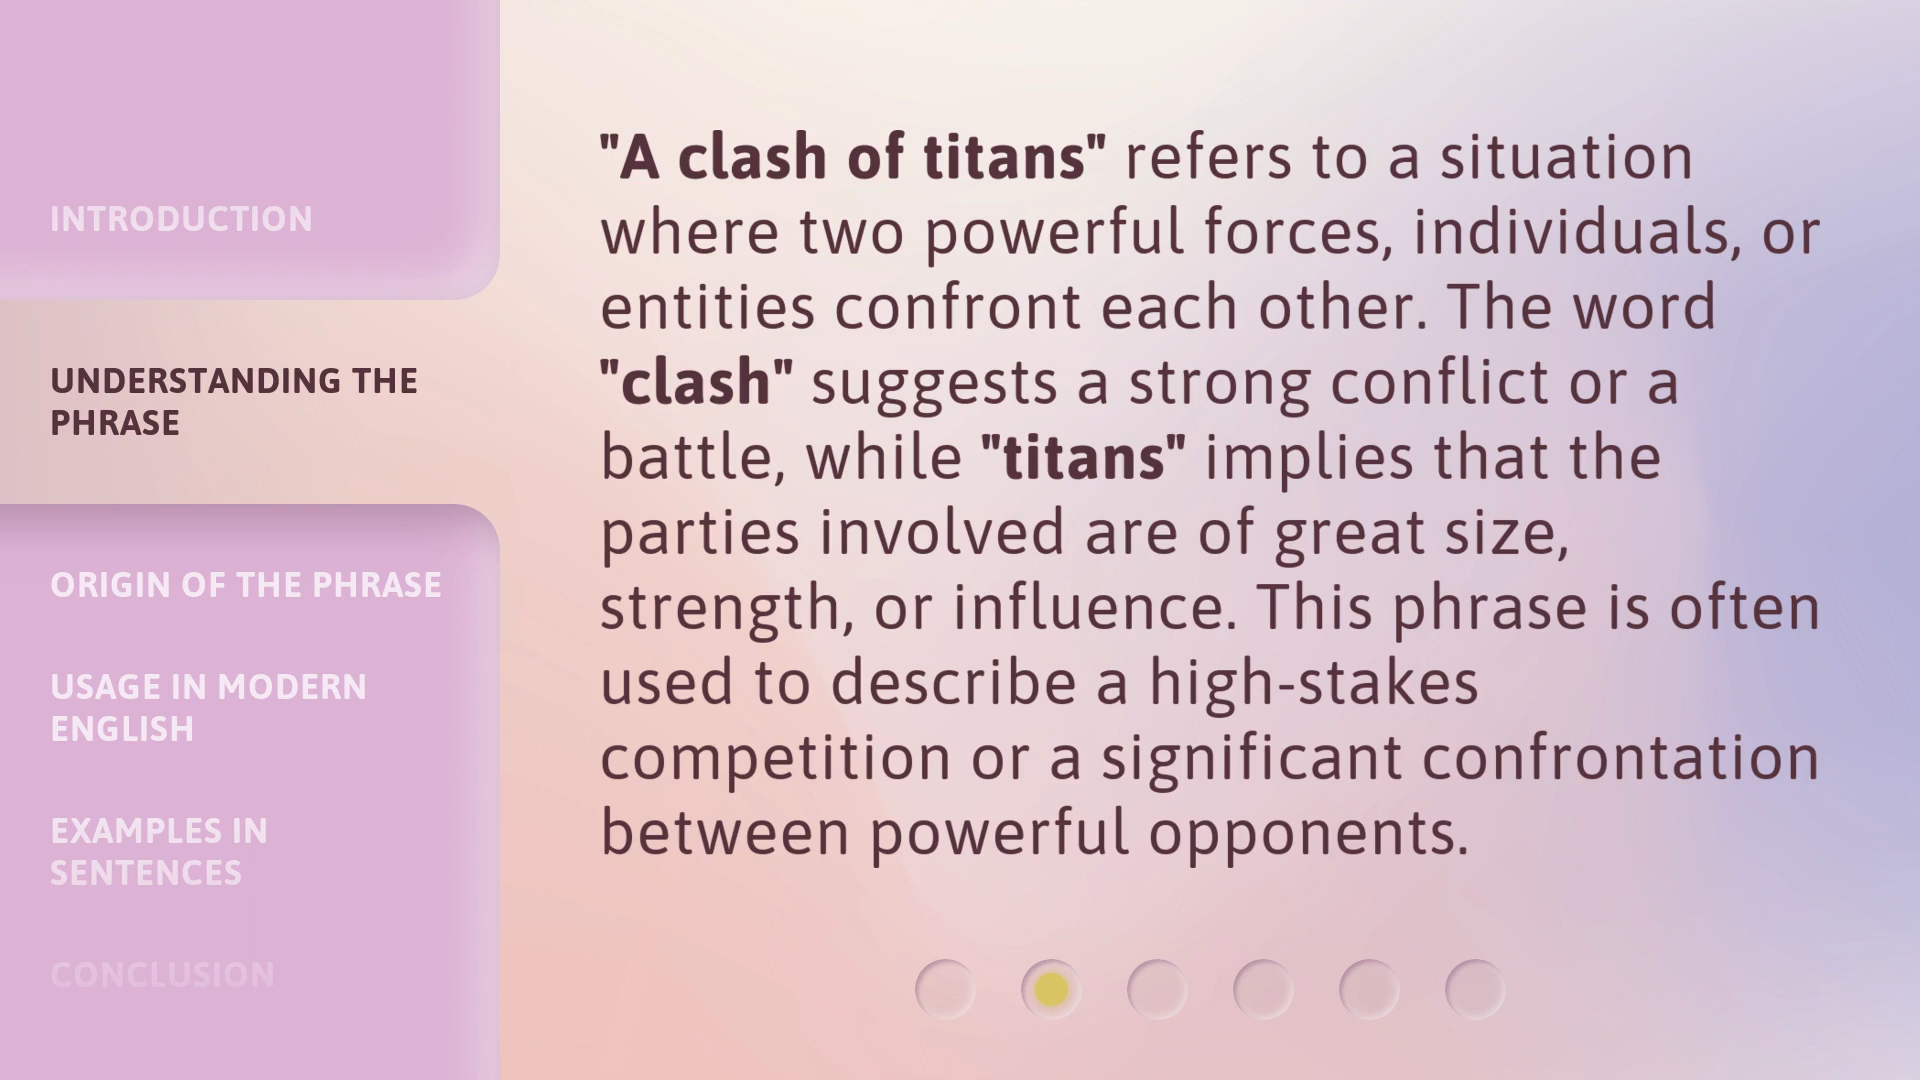 INTRODUCTION
UNDERSTANDING THE
PHRASE
ORIGIN OF THE PHRASE
USAGE IN MODERN
ENGLISH
EXAMPLES IN
SENTENCES
CONCLUSION
"A clash of titans" refers to a situation
where two powerful forces, individuals, or
entities confront each other. The word
"clash" suggests a strong conflict or a
battle, while "titans" implies that the
parties involved are of great size,
strength, or influence. This phrase is often
used to describe a high-stakes
competition or a significant confrontation
between powerful opponents.